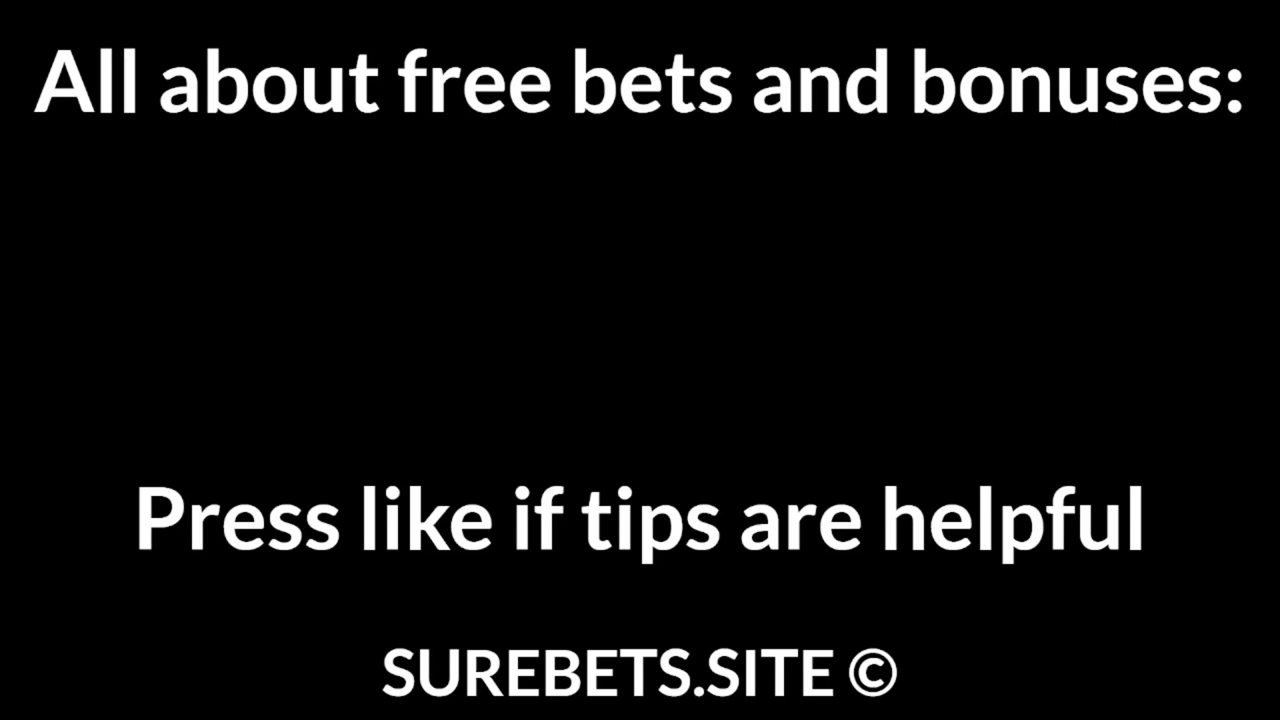 All about free bets and bonuses:
Press like if tips are helpful
SUREBETS.SITE ©